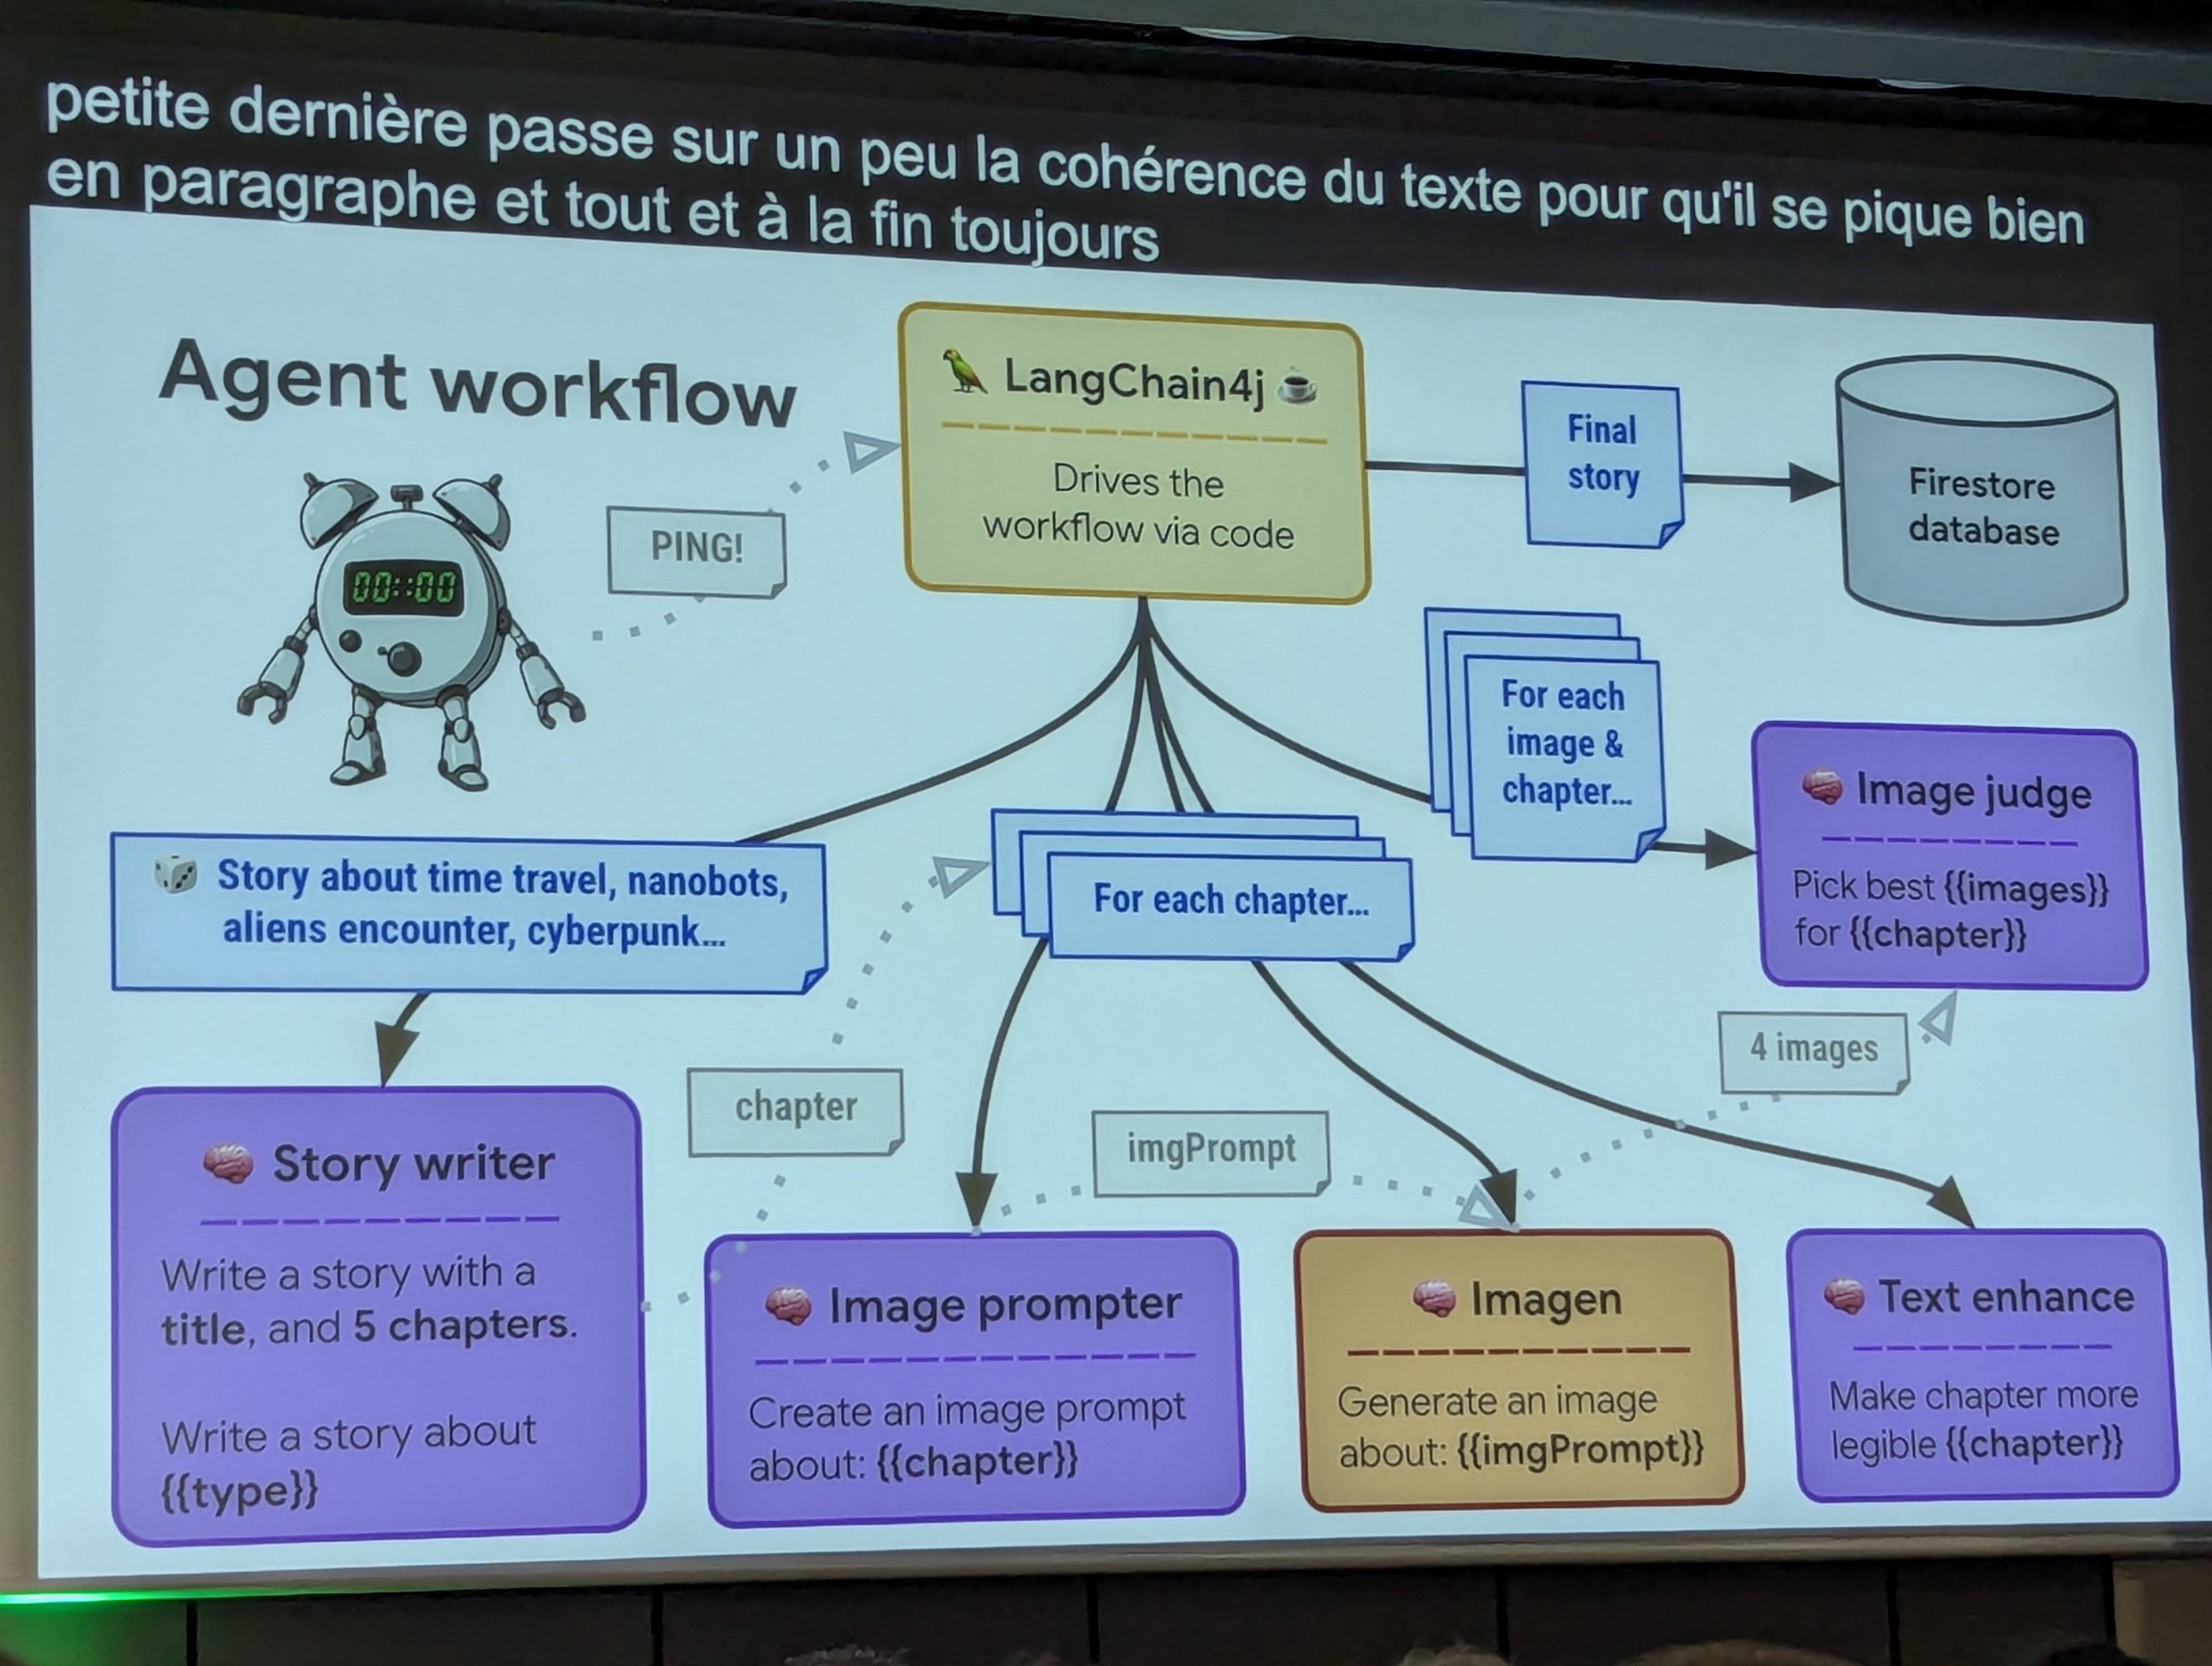 petite dernière passe sur un peu la cohérence du texte pour qu'il se pique bien
en paragraphe et tout et à la fin toujours
Agent workflow
LangChain4j
Drives the
workflow via code
PING!
00::00
Final
story
Firestore
database
For each
image &
chapter...
Image judge
Pick best {{images}}
for {{chapter}}
Story about time travel, nanobots,
aliens encounter, cyberpunk...
For each chapter...
4 images
chapter
imgPrompt
Story writer
Write a story with a
title, and 5 chapters.
Write a story about
{{type}}
Image prompter
Create an image prompt
about: {{chapter}}
Imagen
Generate an image
about: {{imgPrompt}}
Text enhance
Make chapter more
legible {{chapter}}